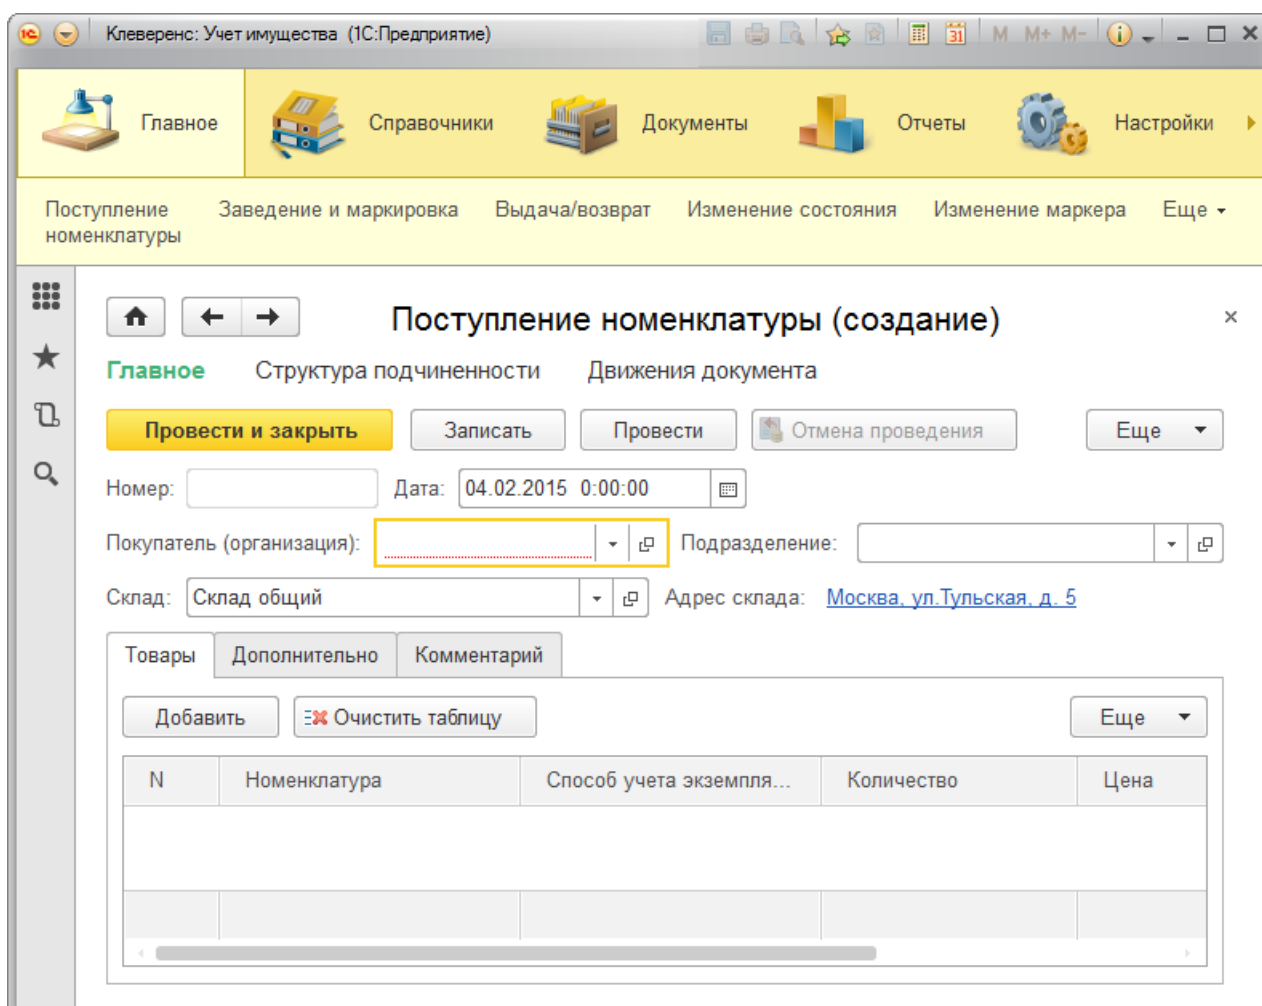 Клеверенс: Учет имущества (1С:Предприятие)
M M+ M-
31
Главное Справочники Документы Отчеты Настройки
Поступление номенклатуры Заведение и маркировка Выдача/возврат Изменение состояния Изменение маркера Еще
Поступление номенклатуры (создание)
Главное Структура подчиненности Движения документа
Провести и закрыть Записать Провести Отмена проведения Еще
Номер: Дата: 04.02.2015 0:00:00
Покупатель (организация): Подразделение:
Склад: Склад общий Адрес склада: Москва, ул.Тульская, д. 5
Товары Дополнительно Комментарий
Добавить Очистить таблицу Еще
N Номенклатура Способ учета экземпля... Количество Цена